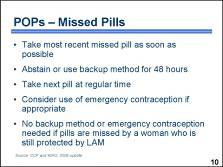 POPs – Missed Pills
• Take most recent missed pill as soon as
possible
• Abstain or use backup method for 48 hours
• Take next pill at regular time
• Consider use of emergency contraception if
appropriate
• No backup method or emergency contraception
needed if pills are missed by a woman who is
still protected by LAM
Source: CCP and WHO, 2008 update
10